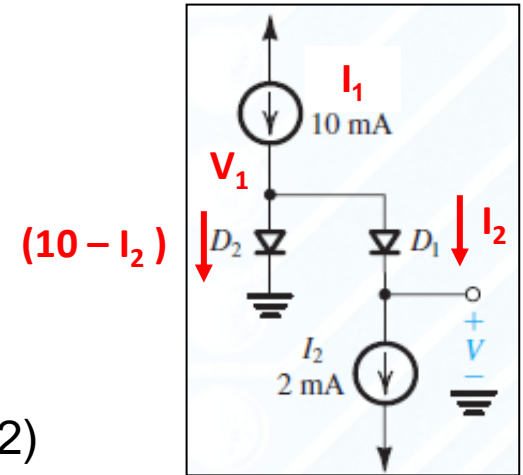 I₁
10 mA
V₁
(10 – I₂ )
D₂
D₁
I₂
+
V
–
I₂
2 mA
2)